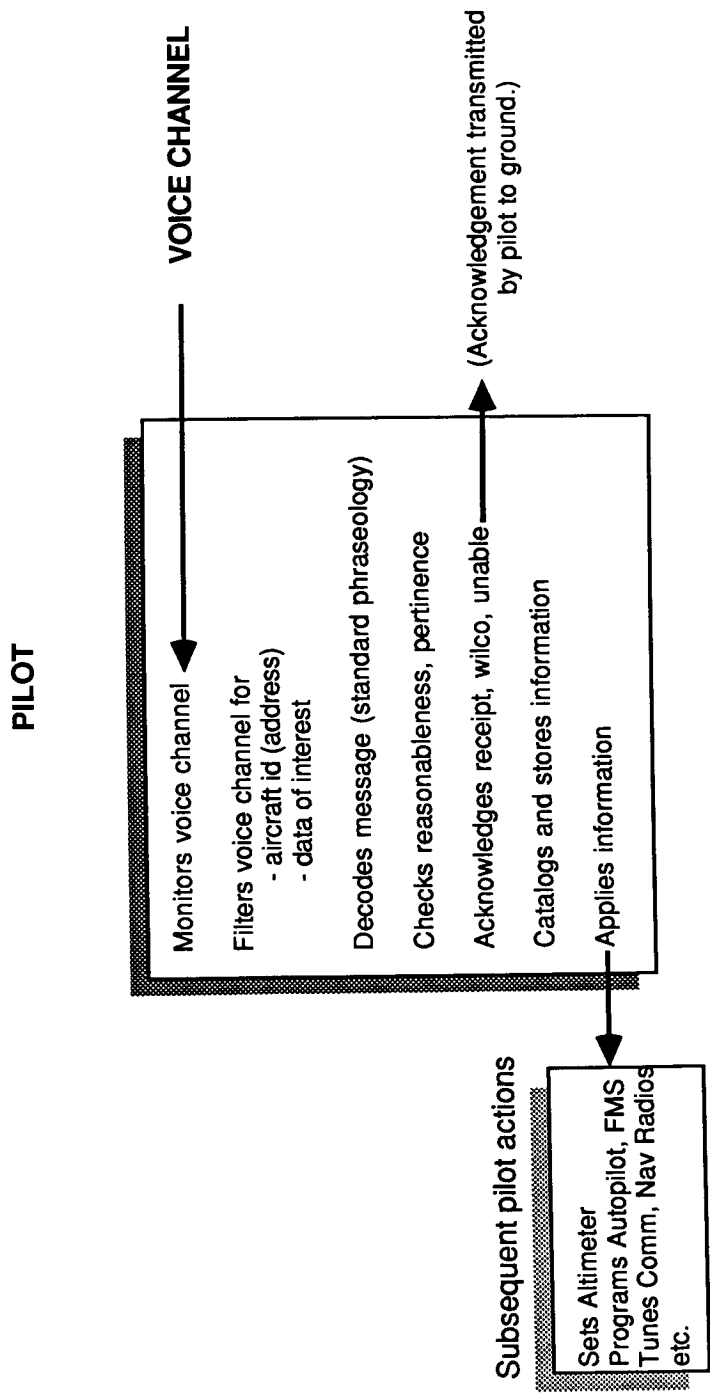 PILOT
VOICE CHANNEL
Monitors voice channel
Filters voice channel for
- aircraft id (address)
- data of interest
Decodes message (standard phraseology)
Checks reasonableness, pertinence
Acknowledges receipt, wilco, unable
(Acknowledgement transmitted
by pilot to ground.)
Catalogs and stores information
Applies information
Subsequent pilot actions
Sets Altimeter
Programs Autopilot, FMS
Tunes Comm, Nav Radios
etc.